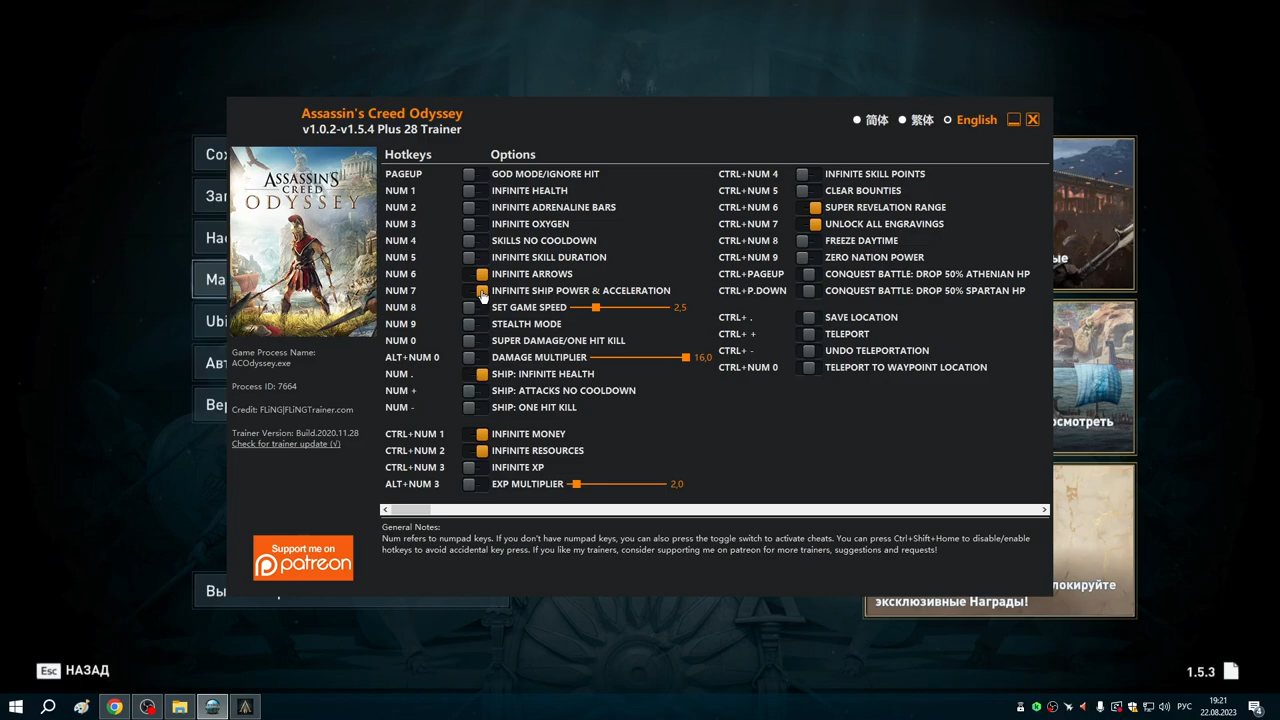 Assassin's Creed Odyssey
v1.0.2-v1.5.4 Plus 28 Trainer
简体
繁体
English
ASSASSIN'S
CREED
ODYSSEY
Game Process Name:
ACOdyssey.exe
Process ID: 7664
Credit: FLiNG|FLiNGTrainer.com
Trainer Version: Build.2020.11.28
Check for trainer update (√)
Support me on
patreon
Hotkeys Options
PAGEUP GOD MODE/IGNORE HIT
NUM 1 INFINITE HEALTH
NUM 2 INFINITE ADRENALINE BARS
NUM 3 INFINITE OXYGEN
NUM 4 SKILLS NO COOLDOWN
NUM 5 INFINITE SKILL DURATION
NUM 6 INFINITE ARROWS
NUM 7 INFINITE SHIP POWER & ACCELERATION
NUM 8 SET GAME SPEED 2,5
NUM 9 STEALTH MODE
NUM 0 SUPER DAMAGE/ONE HIT KILL
ALT+NUM 0 DAMAGE MULTIPLIER 16,0
NUM . SHIP: INFINITE HEALTH
NUM + SHIP: ATTACKS NO COOLDOWN
NUM - SHIP: ONE HIT KILL
CTRL+NUM 1 INFINITE MONEY
CTRL+NUM 2 INFINITE RESOURCES
CTRL+NUM 3 INFINITE XP
ALT+NUM 3 EXP MULTIPLIER 2,0
CTRL+NUM 4 INFINITE SKILL POINTS
CTRL+NUM 5 CLEAR BOUNTIES
CTRL+NUM 6 SUPER REVELATION RANGE
CTRL+NUM 7 UNLOCK ALL ENGRAVINGS
CTRL+NUM 8 FREEZE DAYTIME
CTRL+NUM 9 ZERO NATION POWER
CTRL+PAGEUP CONQUEST BATTLE: DROP 50% ATHENIAN HP
CTRL+P.DOWN CONQUEST BATTLE: DROP 50% SPARTAN HP
CTRL+ . SAVE LOCATION
CTRL+ + TELEPORT
CTRL+ - UNDO TELEPORTATION
CTRL+NUM 0 TELEPORT TO WAYPOINT LOCATION
General Notes:
Num refers to numpad keys. If you don't have numpad keys, you can also press the toggle switch to activate cheats. You can press Ctrl+Shift+Home to disable/enable
hotkeys to avoid accidental key press. If you like my trainers, consider supporting me on patreon for more trainers, suggestions and requests!
Со
За
На
Ма
Ubi
Ав
Ве
Вы
ые
осмотреть
локируйте
эксклюзивные Награды!
Esc НАЗАД
1.5.3
РУС
19:21
22.08.2023
4